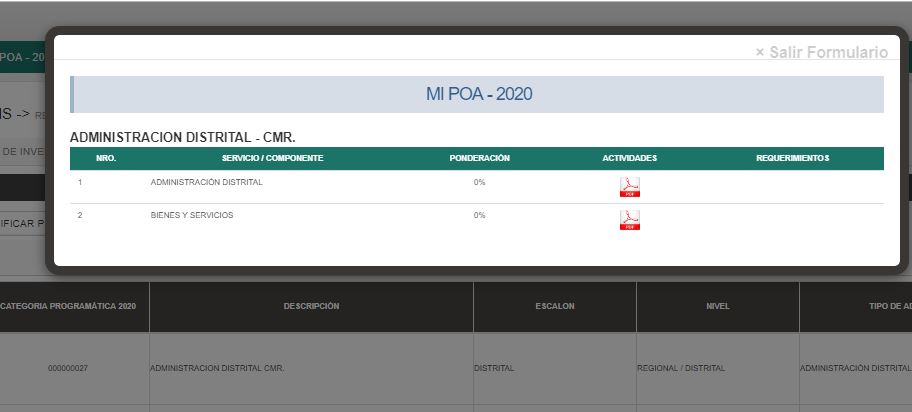 × Salir Formulario
POA - 20
MI POA - 2020
IS -> RE
ADMINISTRACION DISTRITAL - CMR.
DE INVE
NRO. SERVICIO / COMPONENTE PONDERACIÓN ACTIVIDADES REQUERIMIENTOS
1 ADMINISTRACIÓN DISTRITAL 0% PDF
2 BIENES Y SERVICIOS 0% PDF
IFICAR P
CATEGORIA PROGRAMÁTICA 2020 DESCRIPCIÓN ESCALON NIVEL TIPO DE AD
000000027 ADMINISTRACION DISTRITAL CMR. DISTRITAL REGIONAL / DISTRITAL ADMINISTRACIÓN DISTRITAL